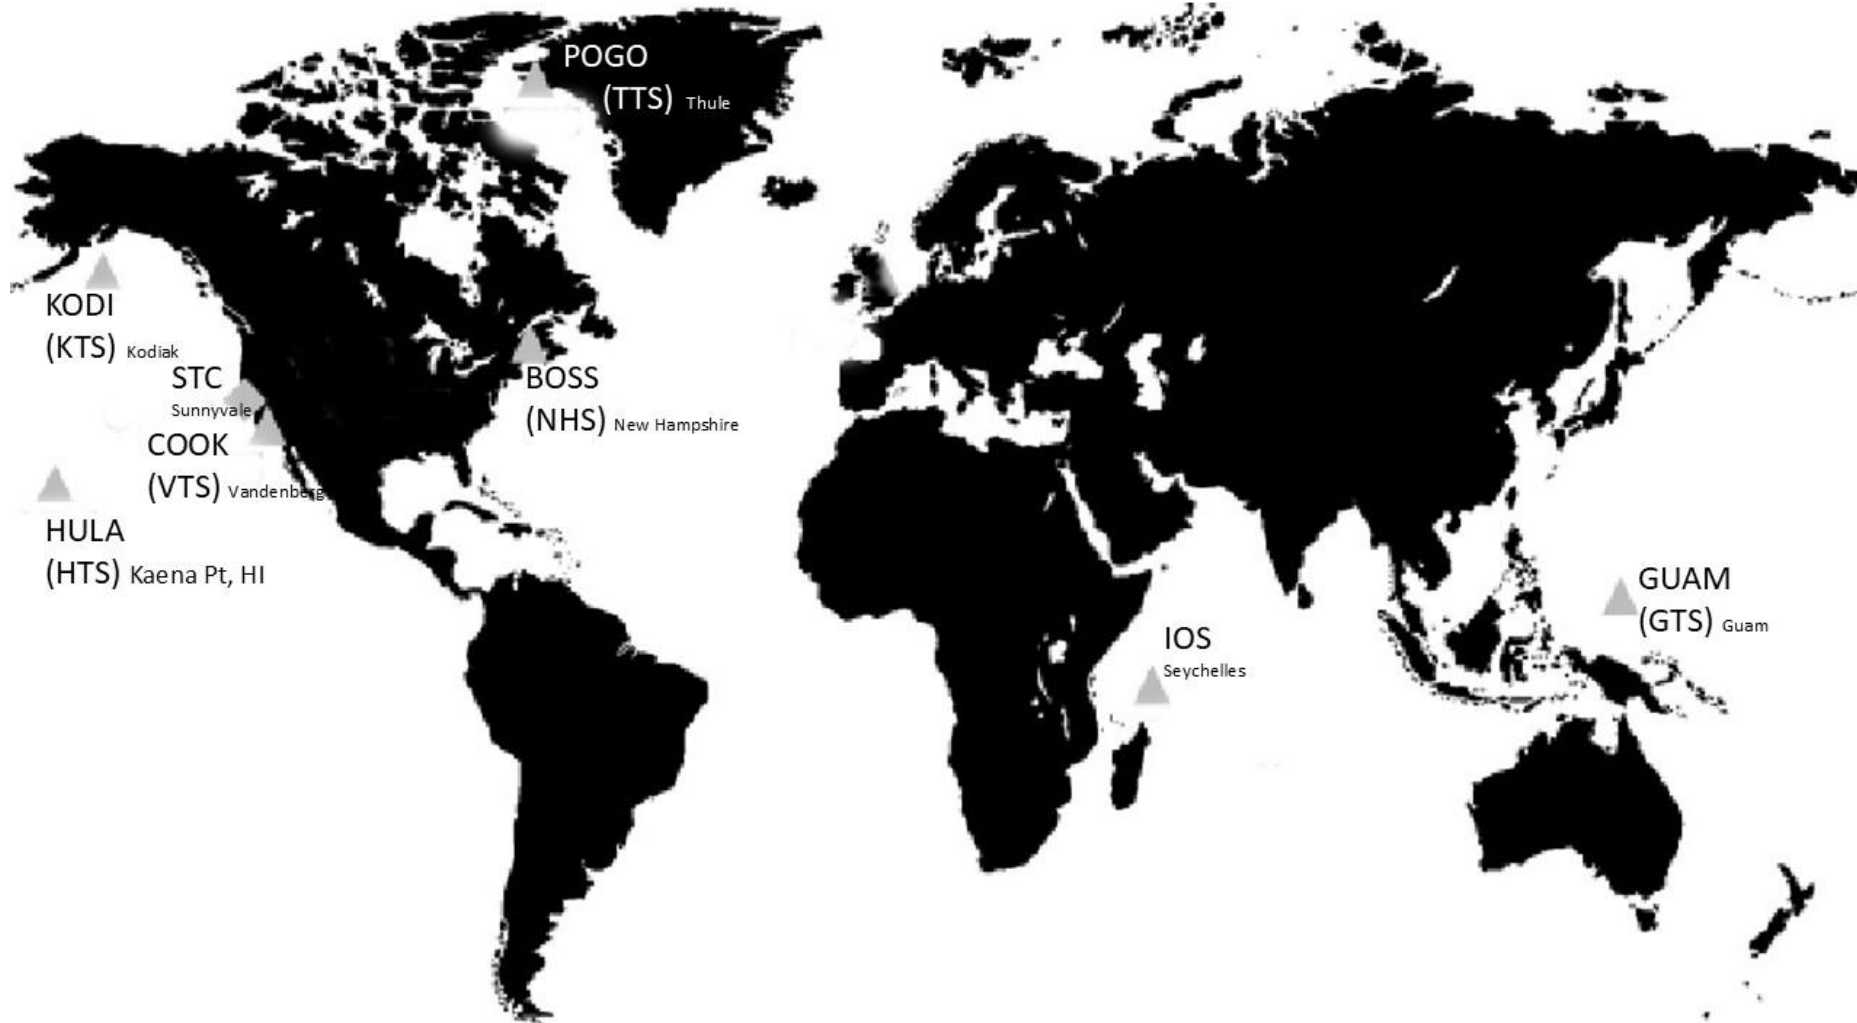 POGO
(TTS) Thule
KODI
(KTS) Kodiak
STC
Sunnyvale
COOK
(VTS) Vandenberg
BOSS
(NHS) New Hampshire
HULA
(HTS) Kaena Pt, HI
IOS
Seychelles
GUAM
(GTS) Guam